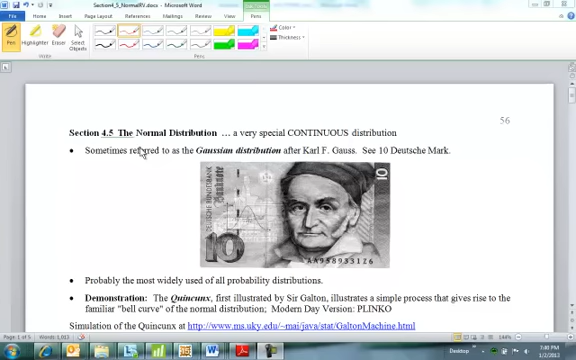 Section4_5_NormalRV.docx
File Home Insert Page Layout References Mailings Review View Pens
Pen Highlighter Eraser Select Objects
Color
Thickness
Write Pens
56
Section 4.5 The Normal Distribution … a very special CONTINUOUS distribution
• Sometimes referred to as the Gaussian distribution after Karl F. Gauss. See 10 Deutsche Mark.
DEUTSCHE BUNDESBANK
Banknote
10
10
• Probably the most widely used of all probability distributions.
• Demonstration: The Quincunx, first illustrated by Sir Galton, illustrates a simple process that gives rise to the
familiar "bell curve" of the normal distribution; Modern Day Version: PLINKO
Simulation of the Quincunx at http://www.ms.uky.edu/~mai/java/stat/GaltonMachine.html
Page: 1 of 5 Words: 1,013 144%
Desktop 7:48 PM
1/2/2013